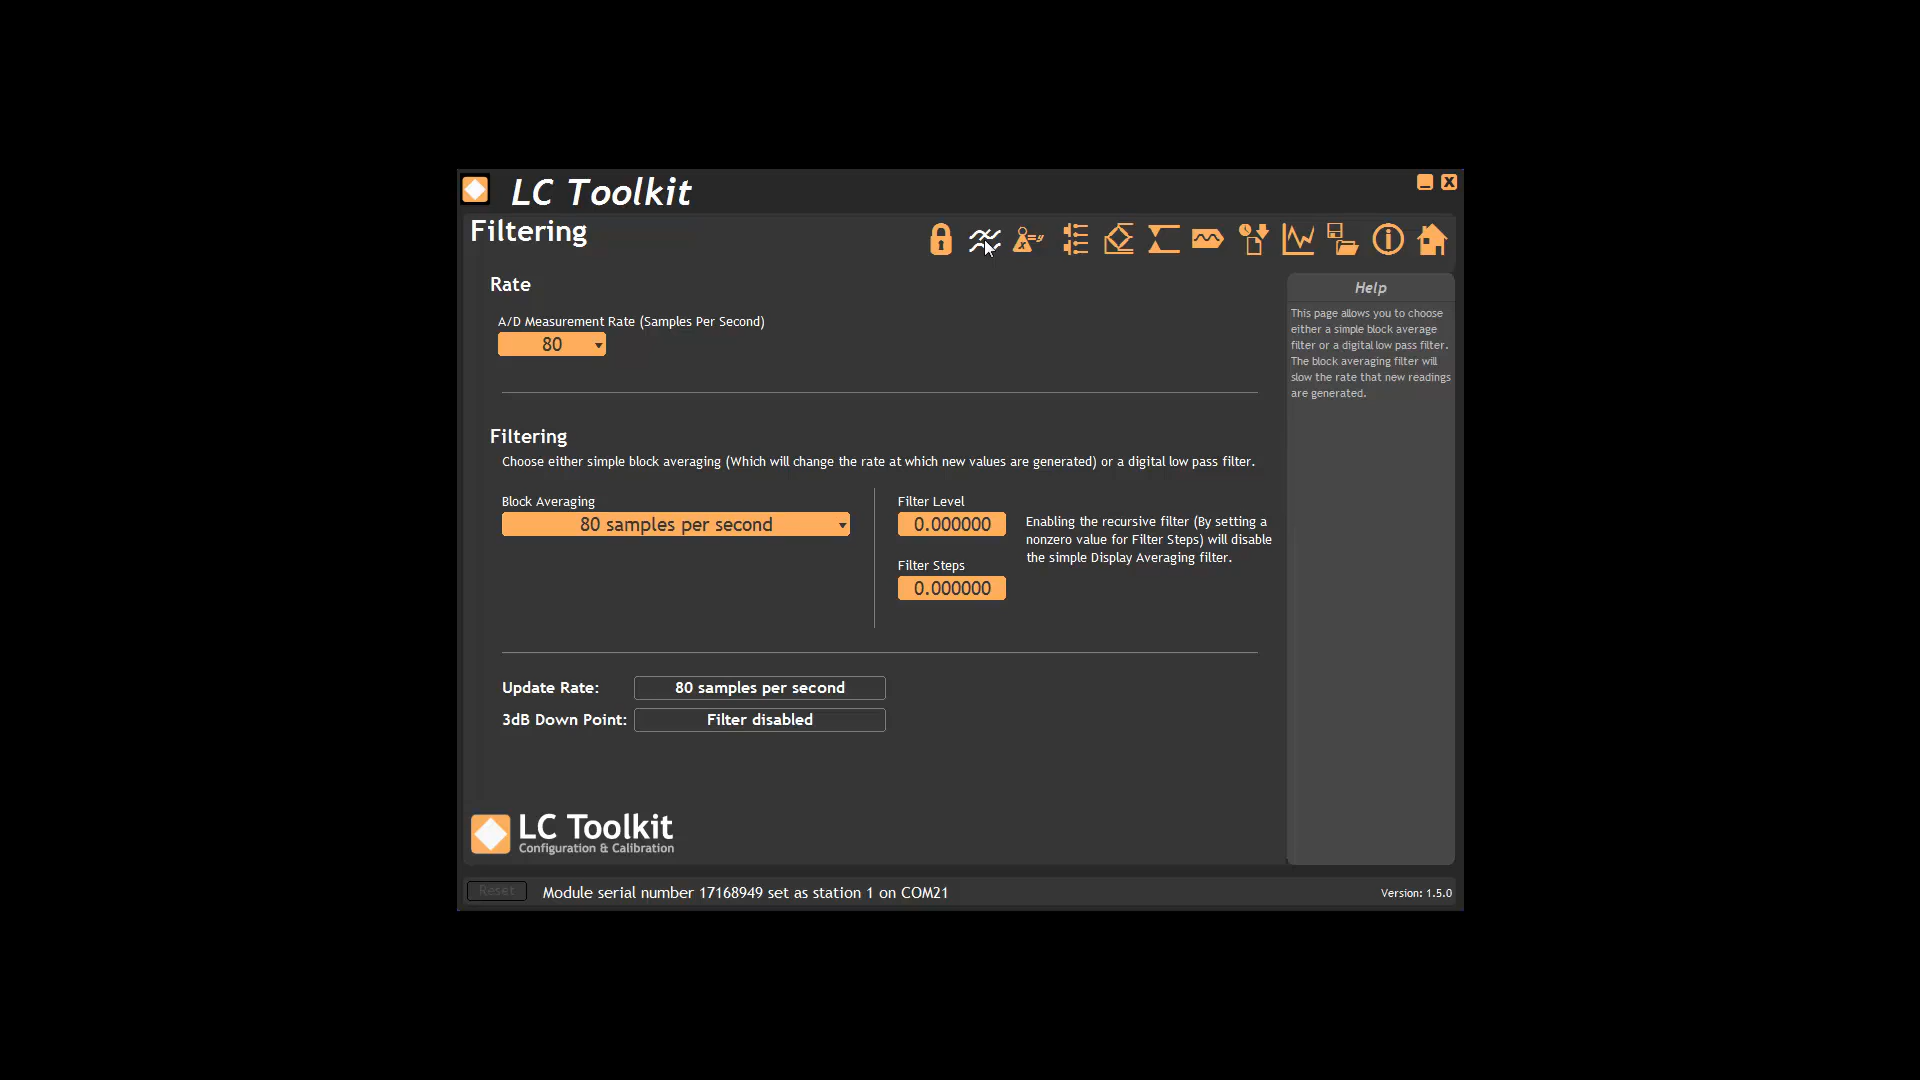 LC Toolkit
Filtering
Rate
A/D Measurement Rate (Samples Per Second)
80
Filtering
Choose either simple block averaging (Which will change the rate at which new values are generated) or a digital low pass filter.
Block Averaging
80 samples per second
Filter Level
0.000000
Filter Steps
0.000000
Enabling the recursive filter (By setting a
nonzero value for Filter Steps) will disable
the simple Display Averaging filter.
Update Rate: 80 samples per second
3dB Down Point: Filter disabled
Help
This page allows you to choose
either a simple block average
filter or a digital low pass filter.
The block averaging filter will
slow the rate that new readings
are generated.
LC Toolkit
Configuration & Calibration
Reset
Module serial number 17168949 set as station 1 on COM21
Version: 1.5.0